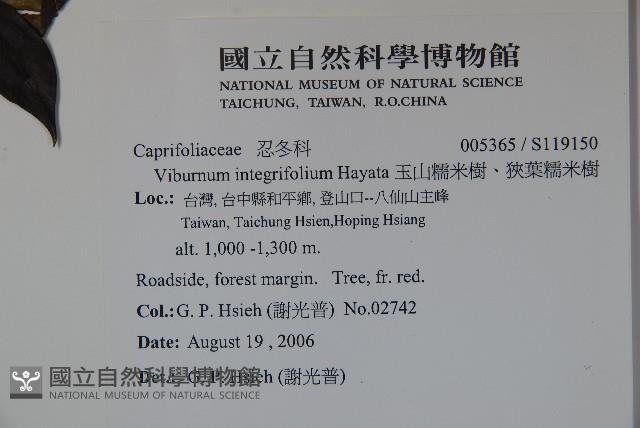 國立自然科學博物館
NATIONAL MUSEUM OF NATURAL SCIENCE
TAICHUNG, TAIWAN, R.O.CHINA
Caprifoliaceae 忍冬科 005365 / S119150
Viburnum integrifolium Hayata 玉山糯米樹、狹葉糯米樹
Loc.: 台灣, 台中縣和平鄉, 登山口--八仙山主峰
Taiwan, Taichung Hsien,Hoping Hsiang
alt. 1,000 -1,300 m.
Roadside, forest margin. Tree, fr. red.
Col.: G. P. Hsieh (謝光普) No.02742
Date: August 19 , 2006
Det.: G. P. Hsieh (謝光普)
國立自然科學博物館
NATIONAL MUSEUM OF NATURAL SCIENCE